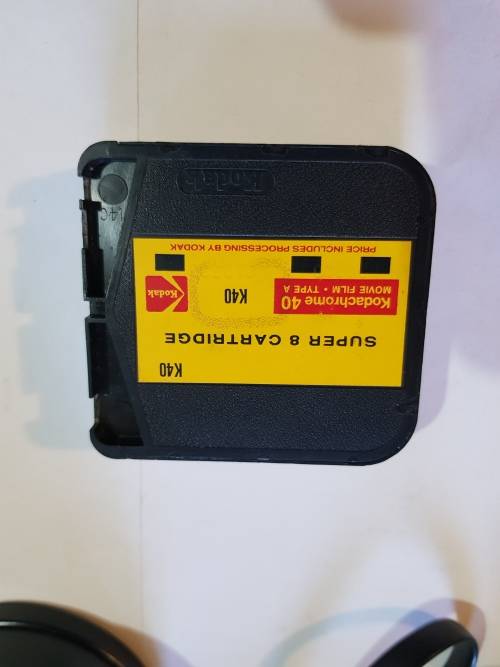 K40
SUPER 8 CARTRIDGE
Kodachrome 40
MOVIE FILM • TYPE A
K40
Kodak
PRICE INCLUDES PROCESSING BY KODAK
Kodak